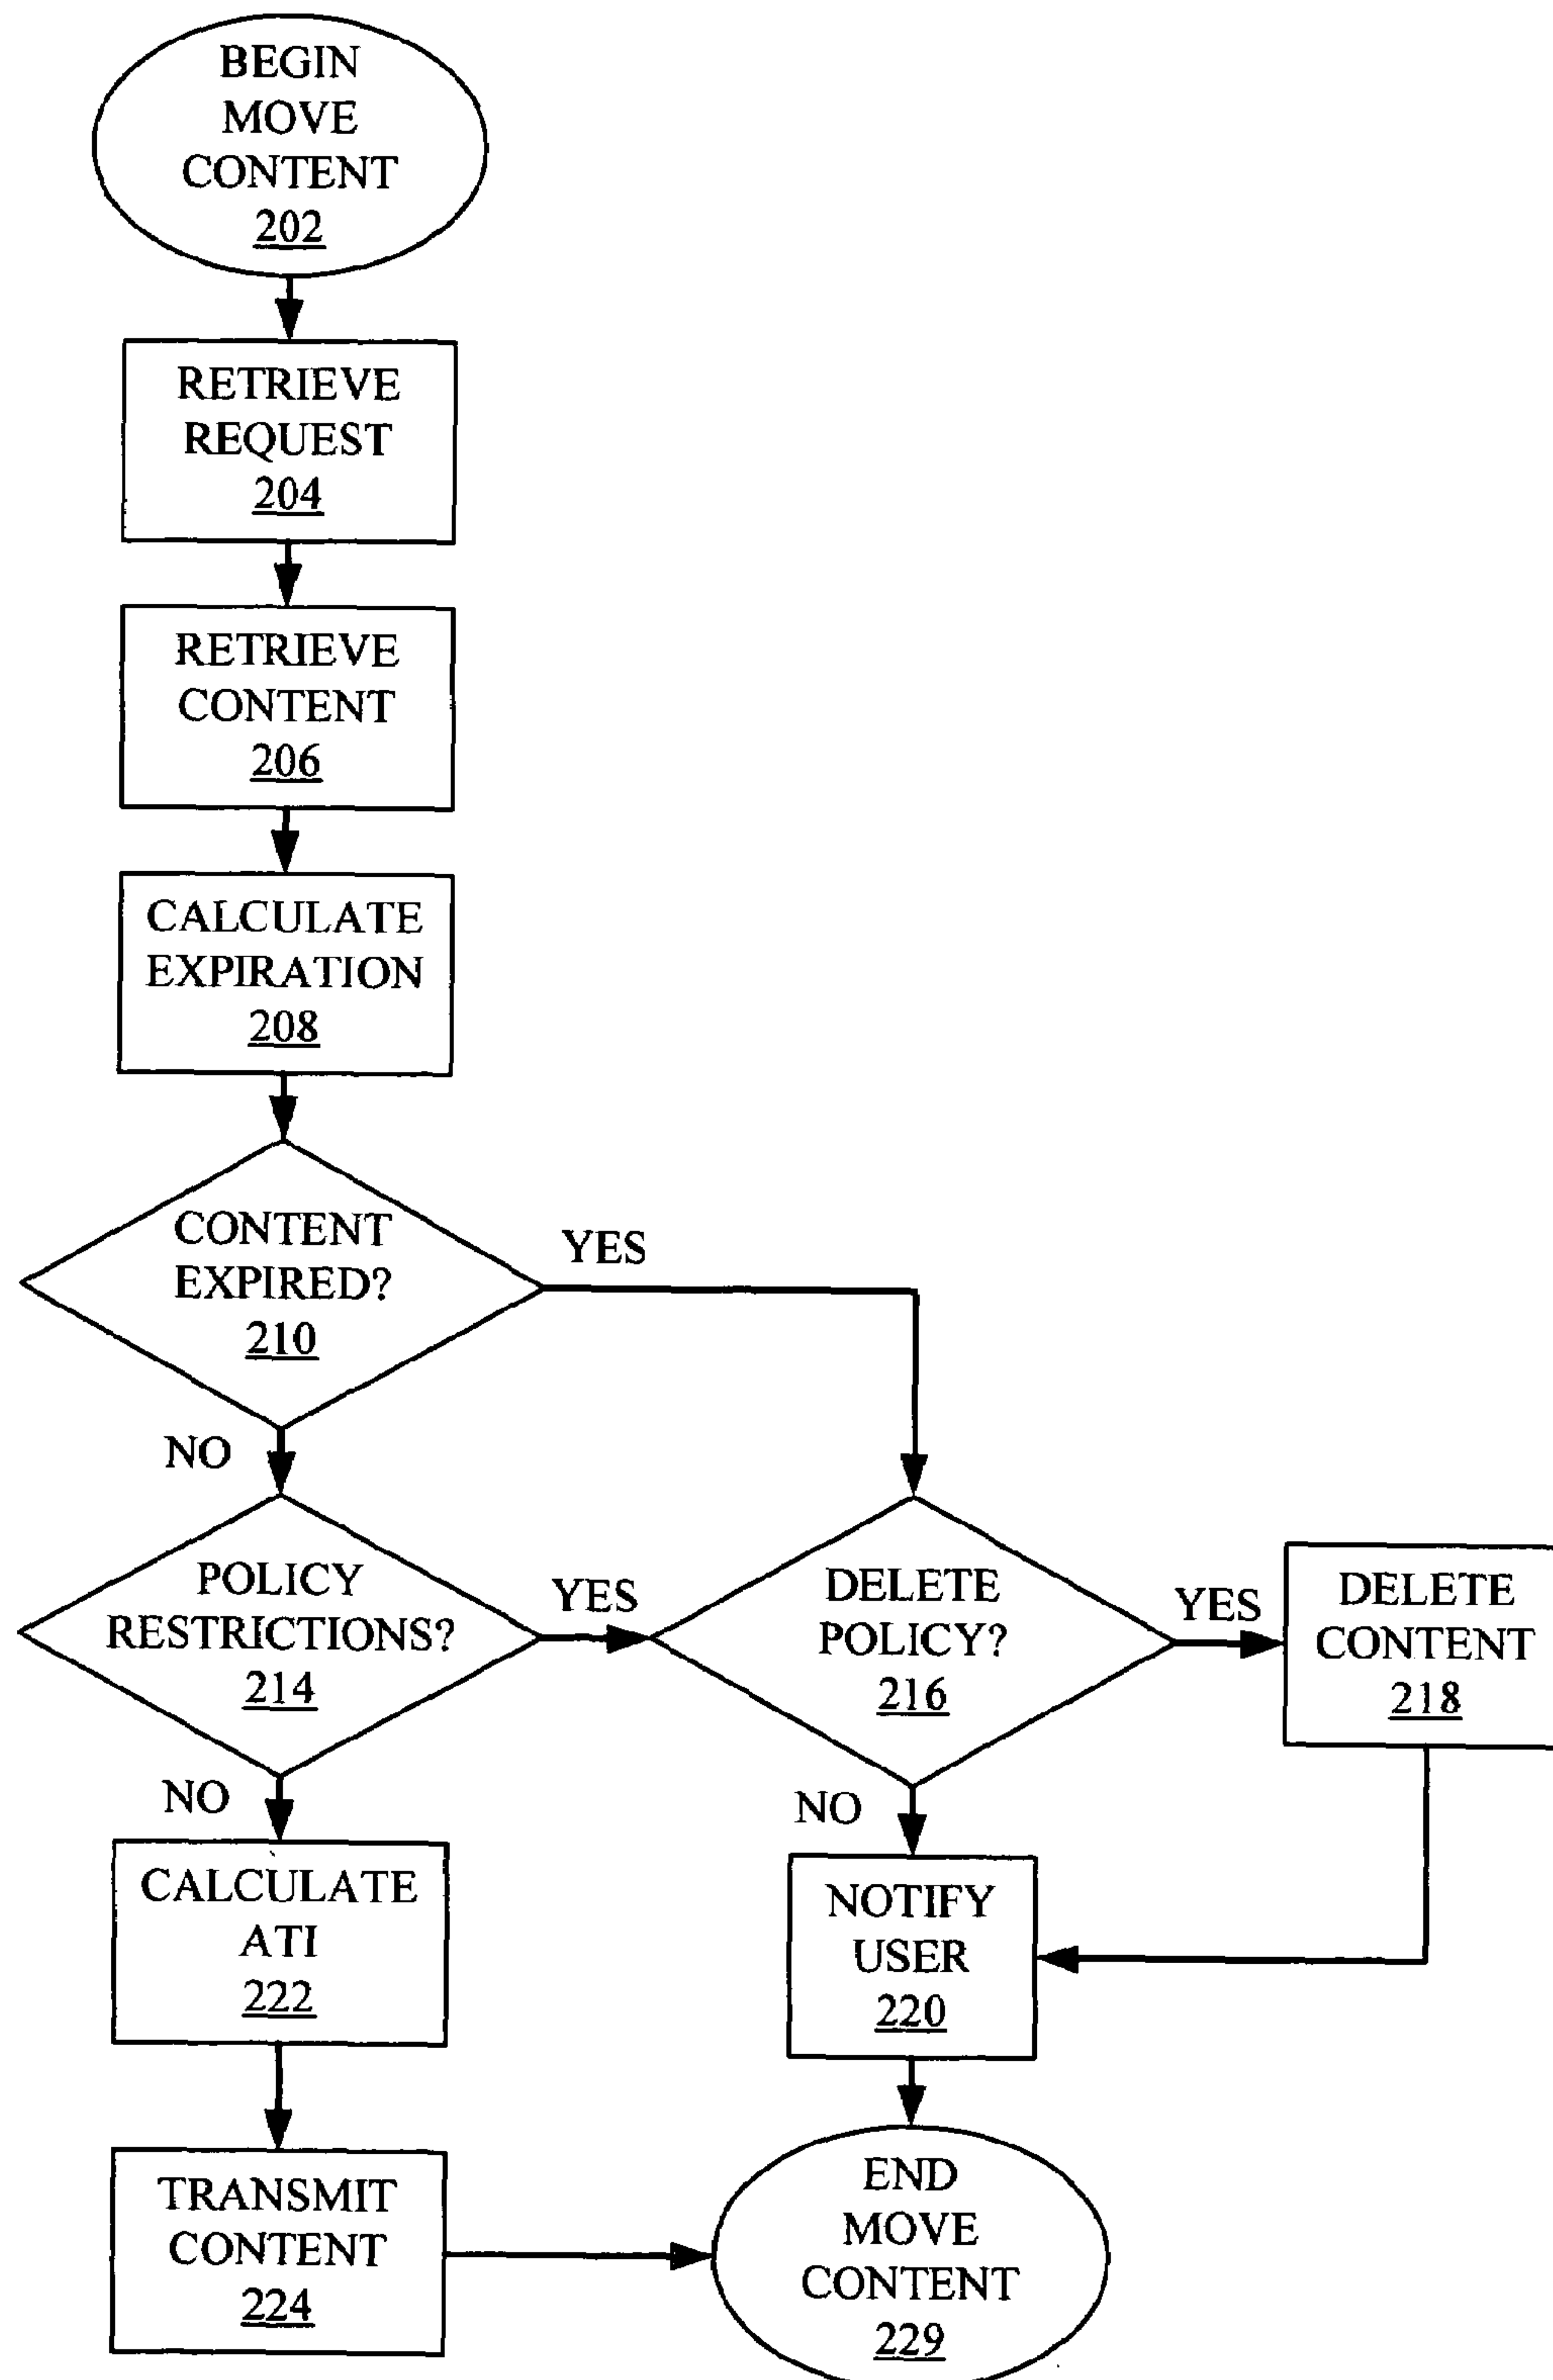 BEGIN
MOVE
CONTENT
202
RETRIEVE
REQUEST
204
RETRIEVE
CONTENT
206
CALCULATE
EXPIRATION
208
CONTENT
EXPIRED?
210
YES
NO
POLICY
RESTRICTIONS?
214
YES
DELETE
POLICY?
216
YES
DELETE
CONTENT
218
NO
CALCULATE
ATI
222
NO
NOTIFY
USER
220
TRANSMIT
CONTENT
224
END
MOVE
CONTENT
229